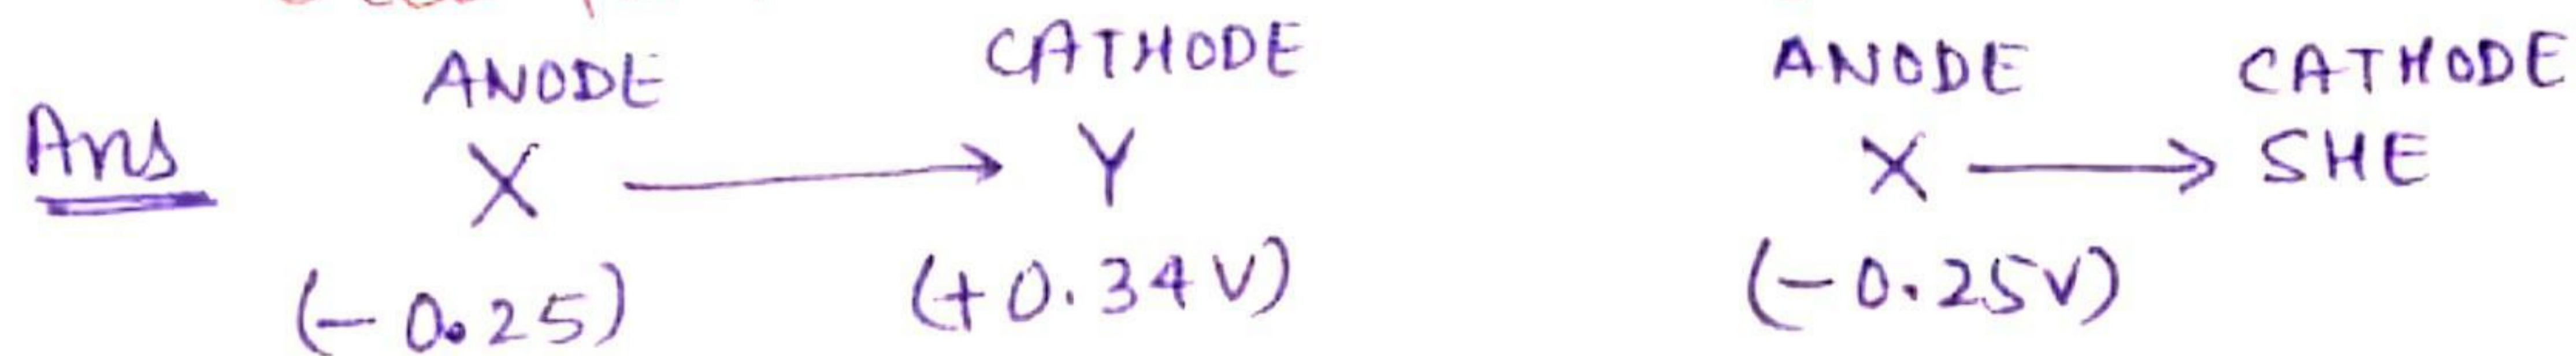 ANODE CATHODE ANODE CATHODE
Ans X → Y X → SHE
(-0.25) (+0.34V) (-0.25V)